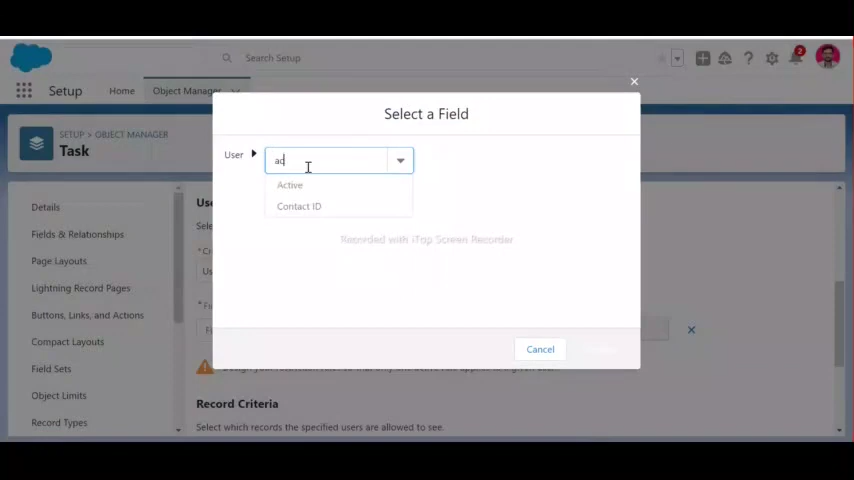 Search Setup
2
Setup
Home
Object Manager
SETUP > OBJECT MANAGER
Task
Select a Field
User
ac
Active
Contact ID
Recorded with iTop Screen Recorder
Cancel
Details
Fields & Relationships
Page Layouts
Lightning Record Pages
Buttons, Links, and Actions
Compact Layouts
Field Sets
Object Limits
Record Types
Record Criteria
Select which records the specified users are allowed to see.